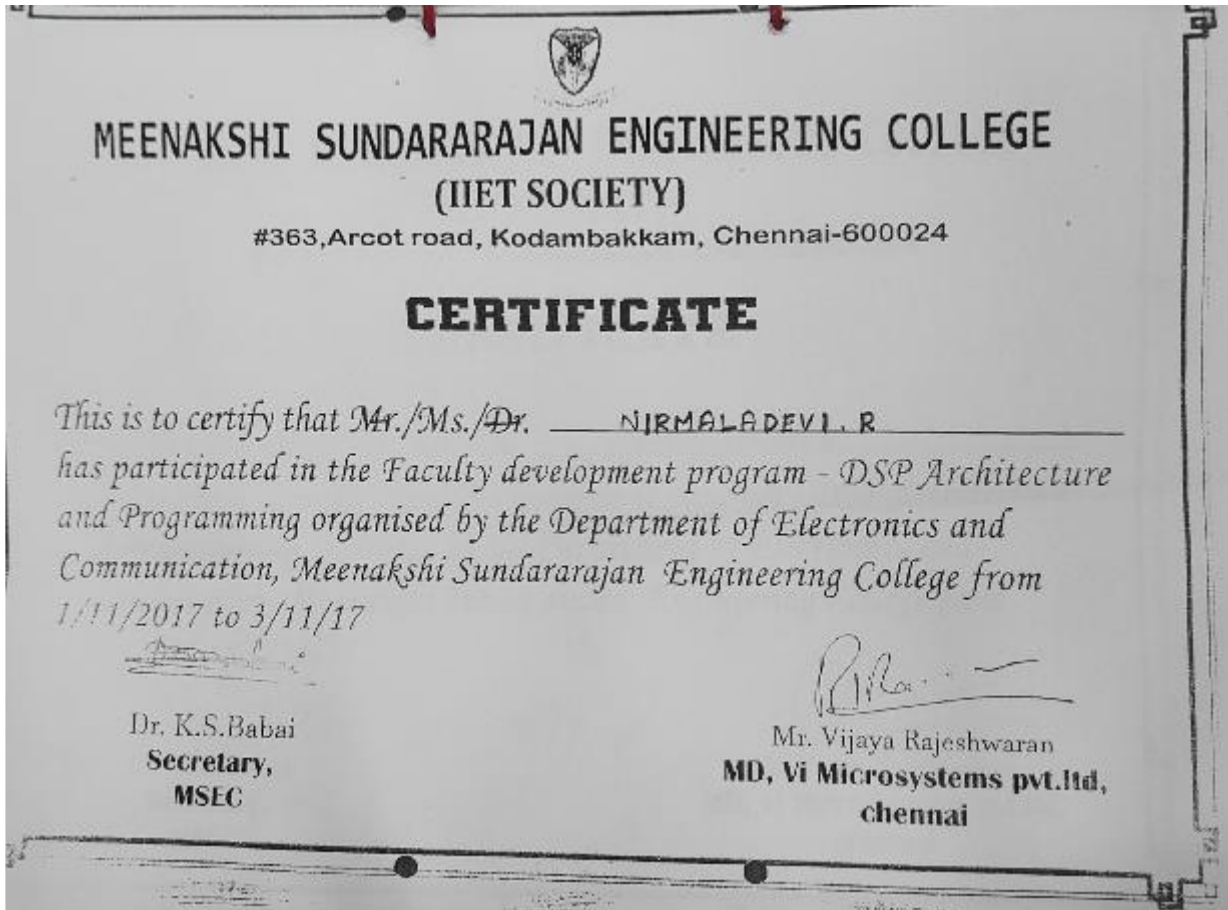 MEENAKSHI SUNDARARAJAN ENGINEERING COLLEGE
(IIET SOCIETY)
#363,Arcot road, Kodambakkam, Chennai-600024
CERTIFICATE
This is to certify that Mr./Ms./Dr. NIRMALADEVI. R
has participated in the Faculty development program - DSP Architecture
and Programming organised by the Department of Electronics and
Communication, Meenakshi Sundararajan Engineering College from
1/11/2017 to 3/11/17
Dr. K.S.Babai
Secretary,
MSEC
Mr. Vijaya Rajeshwaran
MD, Vi Microsystems pvt.ltd,
chennai